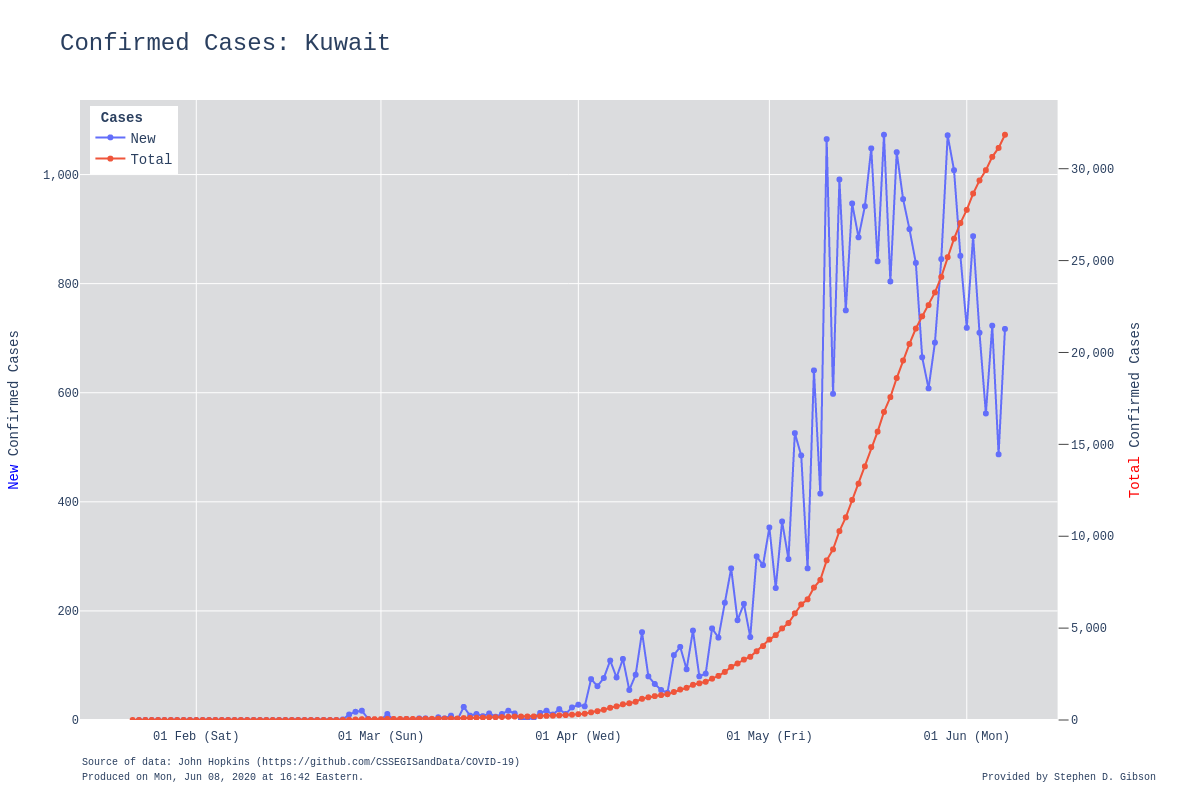 Confirmed Cases: Kuwait
Cases
New
Total
1,000
800
600
400
200
0
30,000
25,000
20,000
15,000
10,000
5,000
0
New Confirmed Cases
Total Confirmed Cases
01 Feb (Sat)
01 Mar (Sun)
01 Apr (Wed)
01 May (Fri)
01 Jun (Mon)
Source of data: John Hopkins (https://github.com/CSSEGISandData/COVID-19)
Produced on Mon, Jun 08, 2020 at 16:42 Eastern.
Provided by Stephen D. Gibson